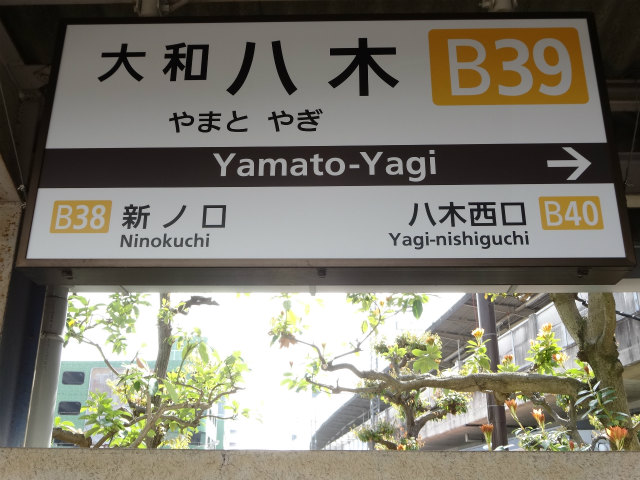 大和八木 B39
やまと やぎ
Yamato-Yagi
B38 新ノ口 八木西口 B40
Ninokuchi Yagi-nishiguchi